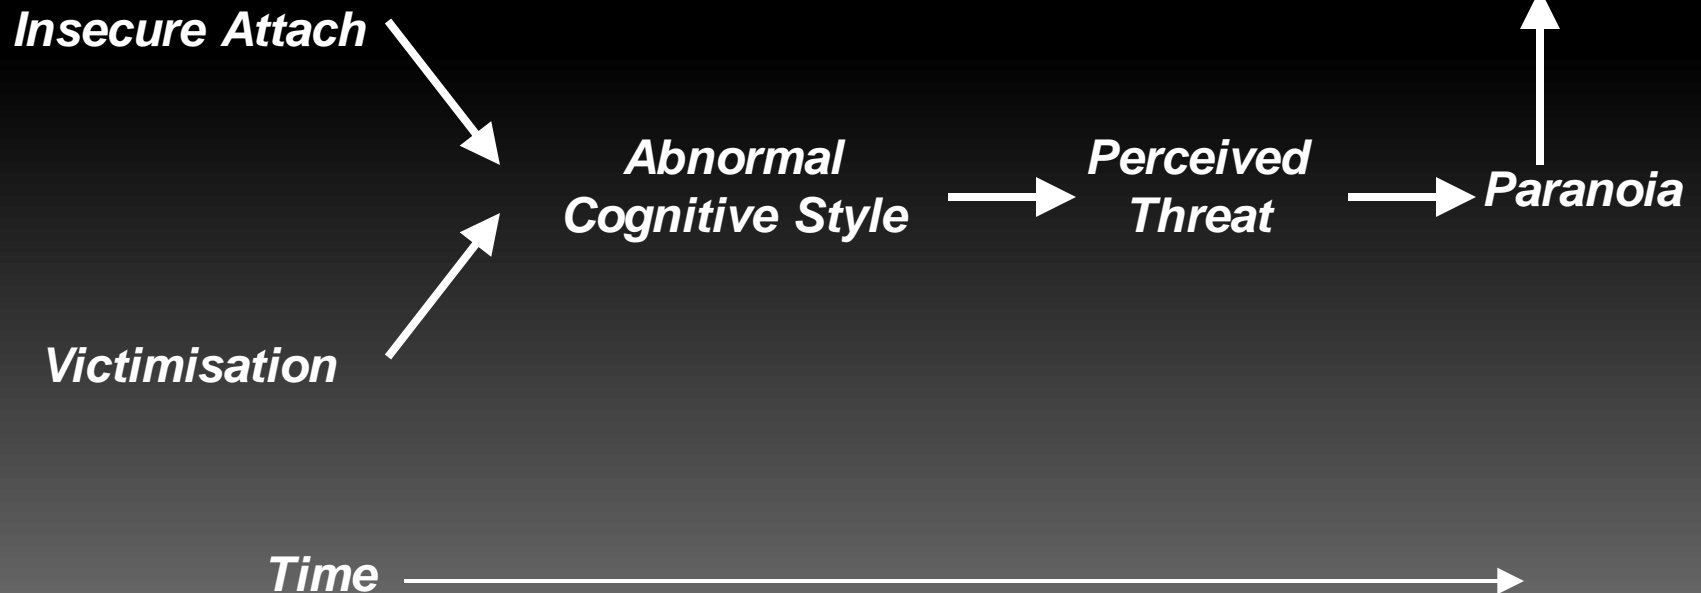 Insecure Attach
Abnormal
Cognitive Style
Perceived
Threat
Paranoia
Victimisation
Time